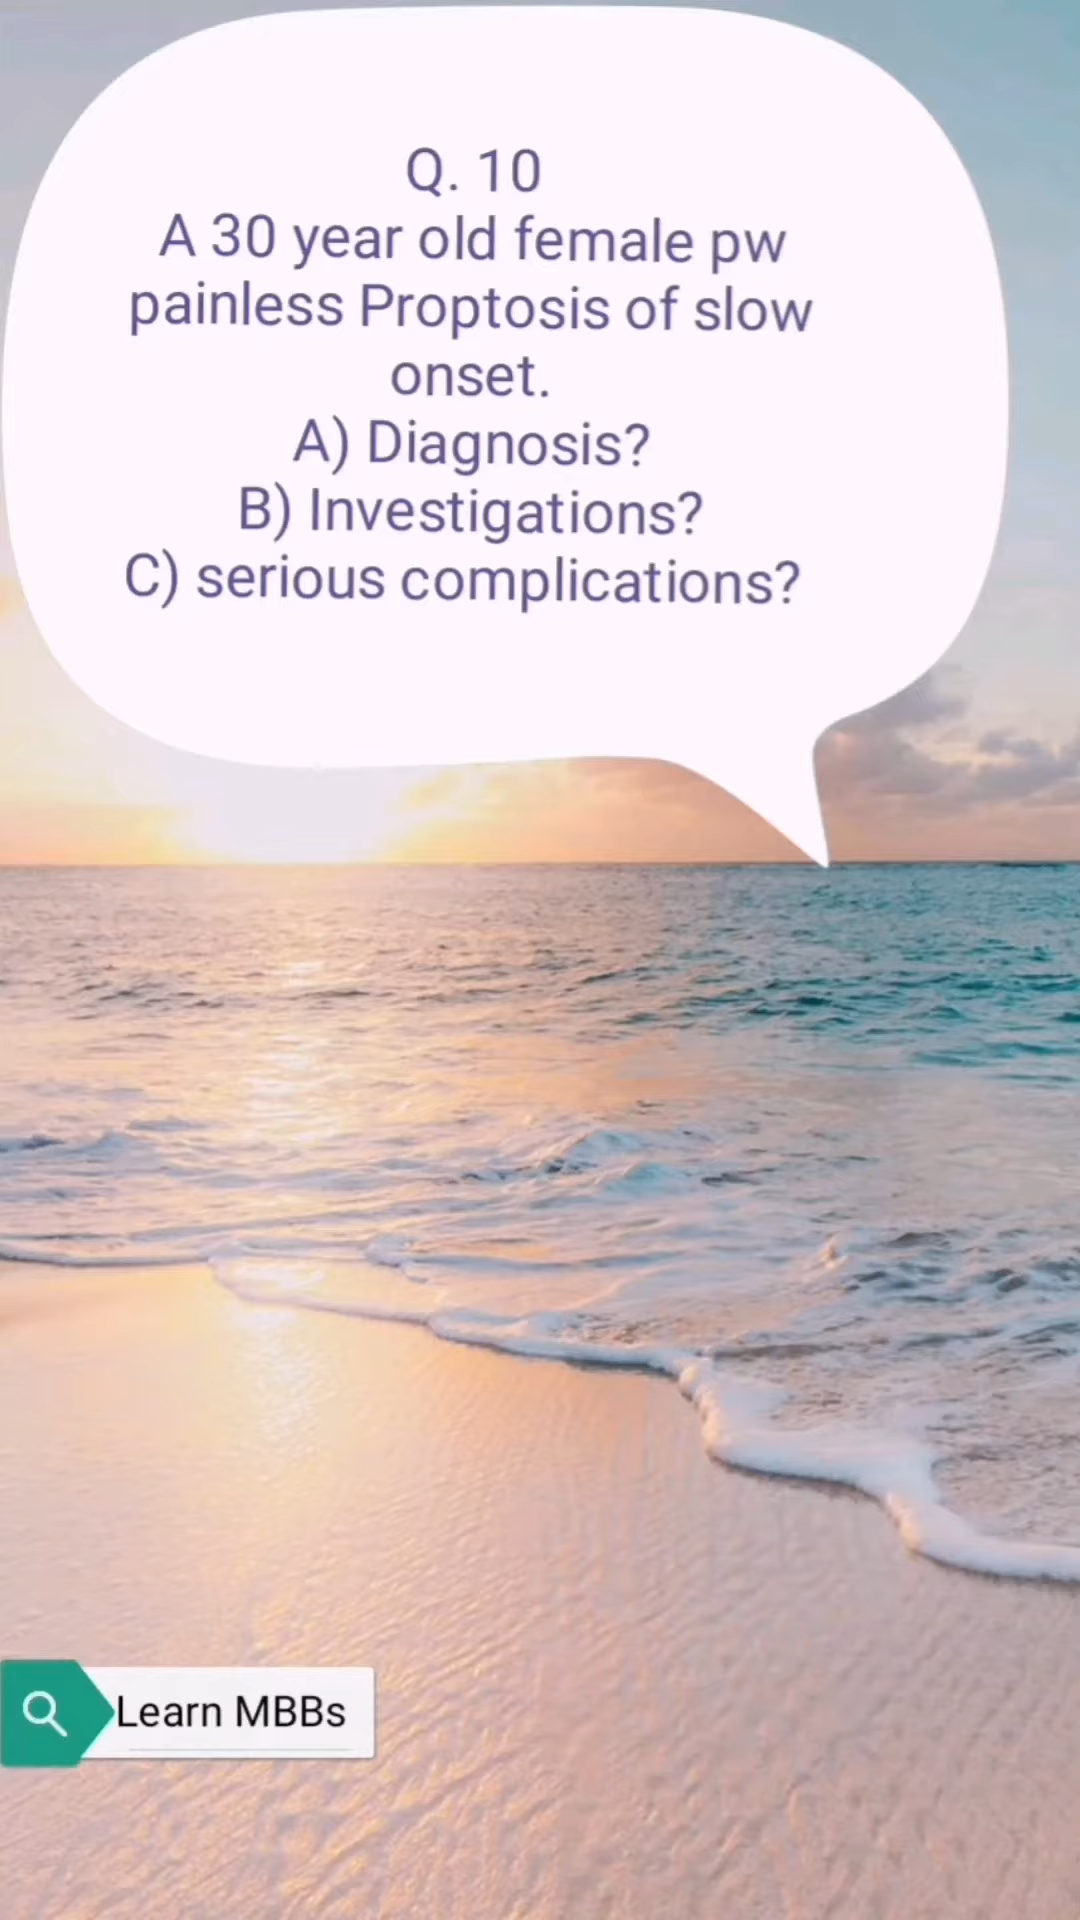 Q. 10
A 30 year old female pw
painless Proptosis of slow
onset.
A) Diagnosis?
B) Investigations?
C) serious complications?
Learn MBBs